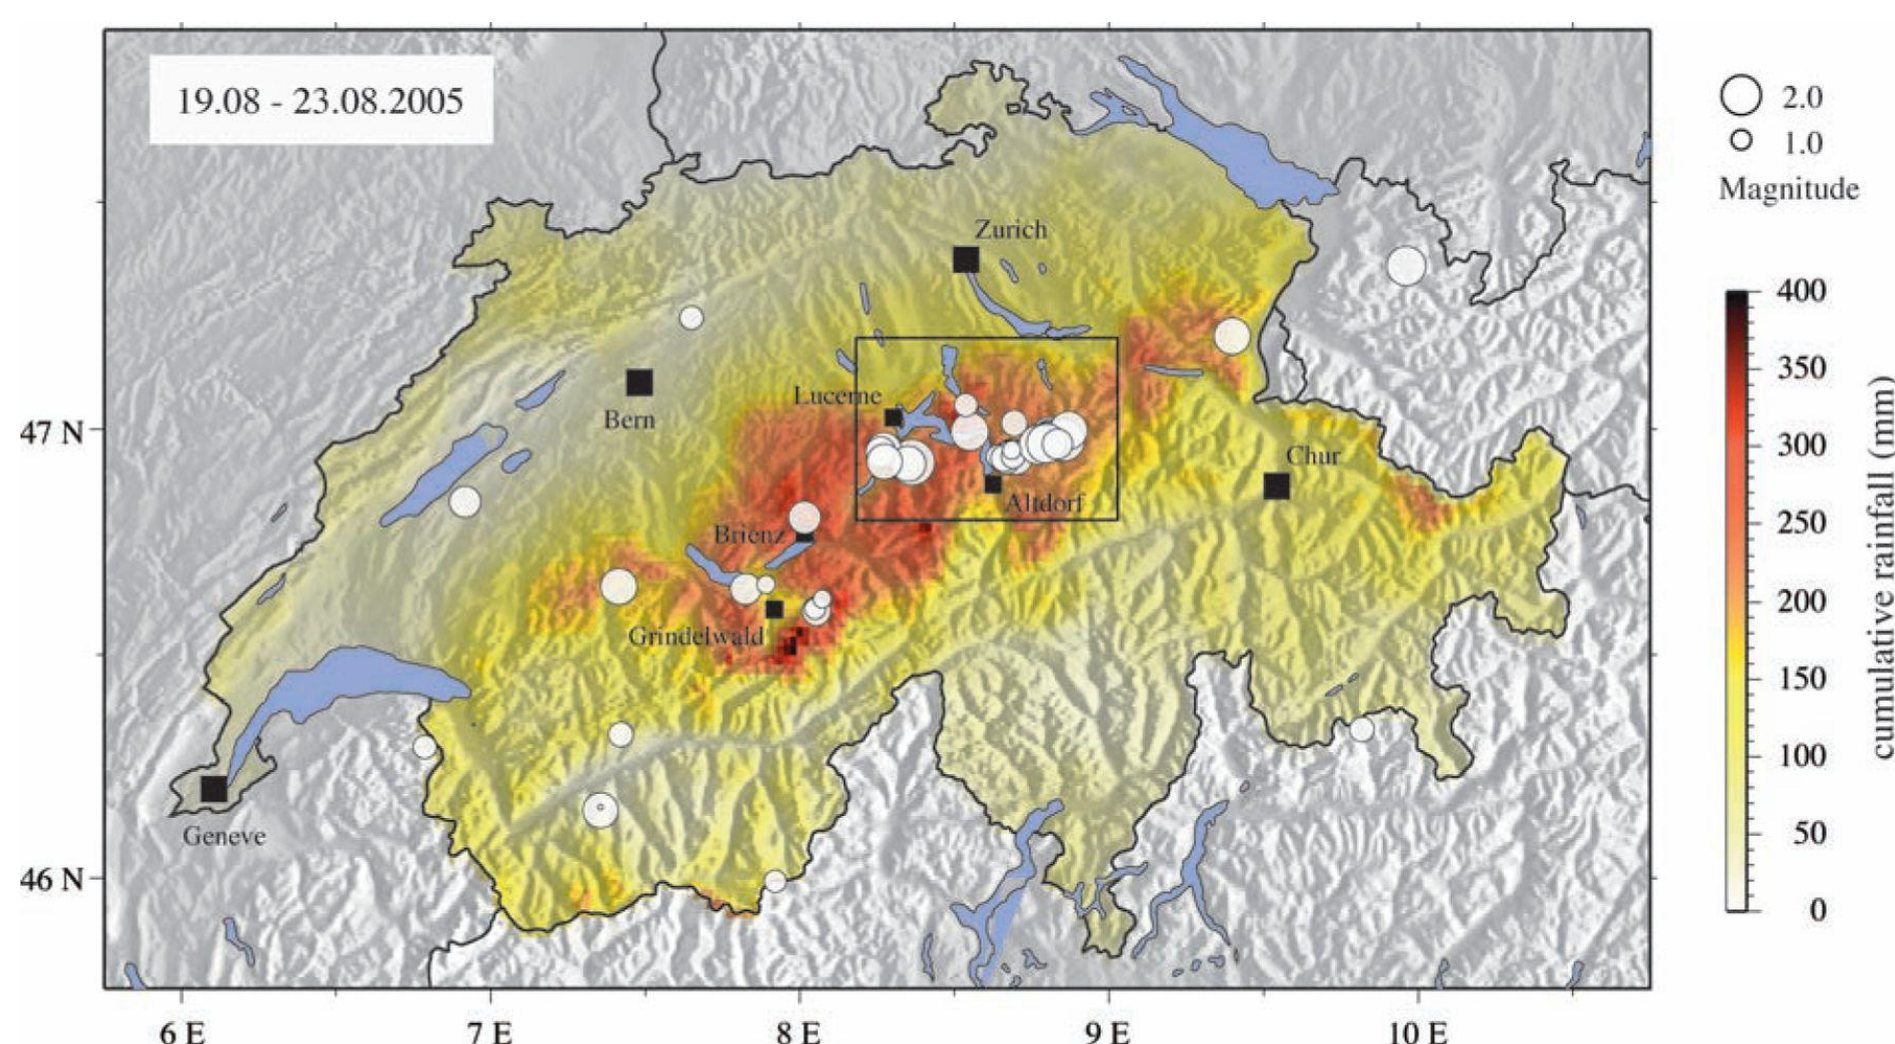 19.08 - 23.08.2005
2.0
1.0
Magnitude
Zurich
400
350
Lucerne
Bern
47 N
300
Chur
Altdorf
250
Brienz
200
Grindelwald
150
100
Geneve
50
46 N
0
cumulative rainfall (mm)
6 E
7 E
8 E
9 E
10 E